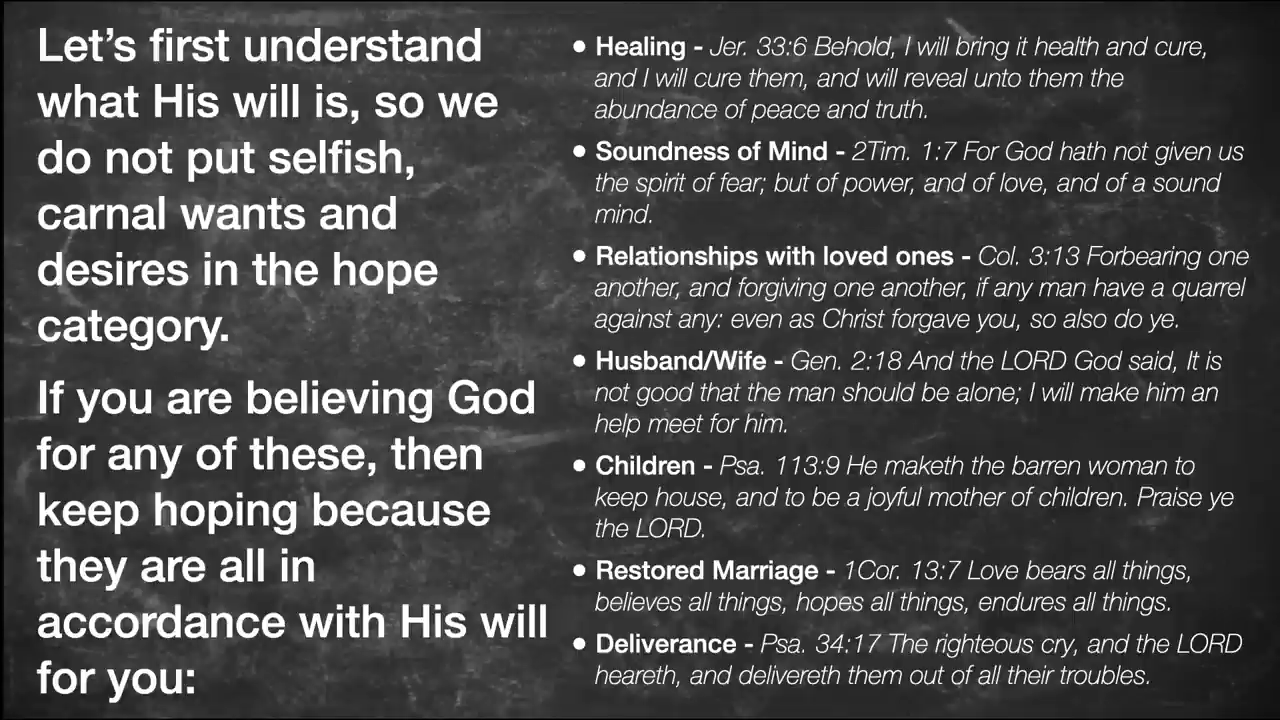 Let's first understand
what His will is, so we
do not put selfish,
carnal wants and
desires in the hope
category.
If you are believing God
for any of these, then
keep hoping because
they are all in
accordance with His will
for you:
• Healing - Jer. 33:6 Behold, I will bring it health and cure,
and I will cure them, and will reveal unto them the
abundance of peace and truth.
• Soundness of Mind - 2Tim. 1:7 For God hath not given us
the spirit of fear; but of power, and of love, and of a sound
mind.
• Relationships with loved ones - Col. 3:13 Forbearing one
another, and forgiving one another, if any man have a quarrel
against any: even as Christ forgave you, so also do ye.
• Husband/Wife - Gen. 2:18 And the LORD God said, It is
not good that the man should be alone; I will make him an
help meet for him.
• Children - Psa. 113:9 He maketh the barren woman to
keep house, and to be a joyful mother of children. Praise ye
the LORD.
• Restored Marriage - 1Cor. 13:7 Love bears all things,
believes all things, hopes all things, endures all things.
• Deliverance - Psa. 34:17 The righteous cry, and the LORD
heareth, and delivereth them out of all their troubles.